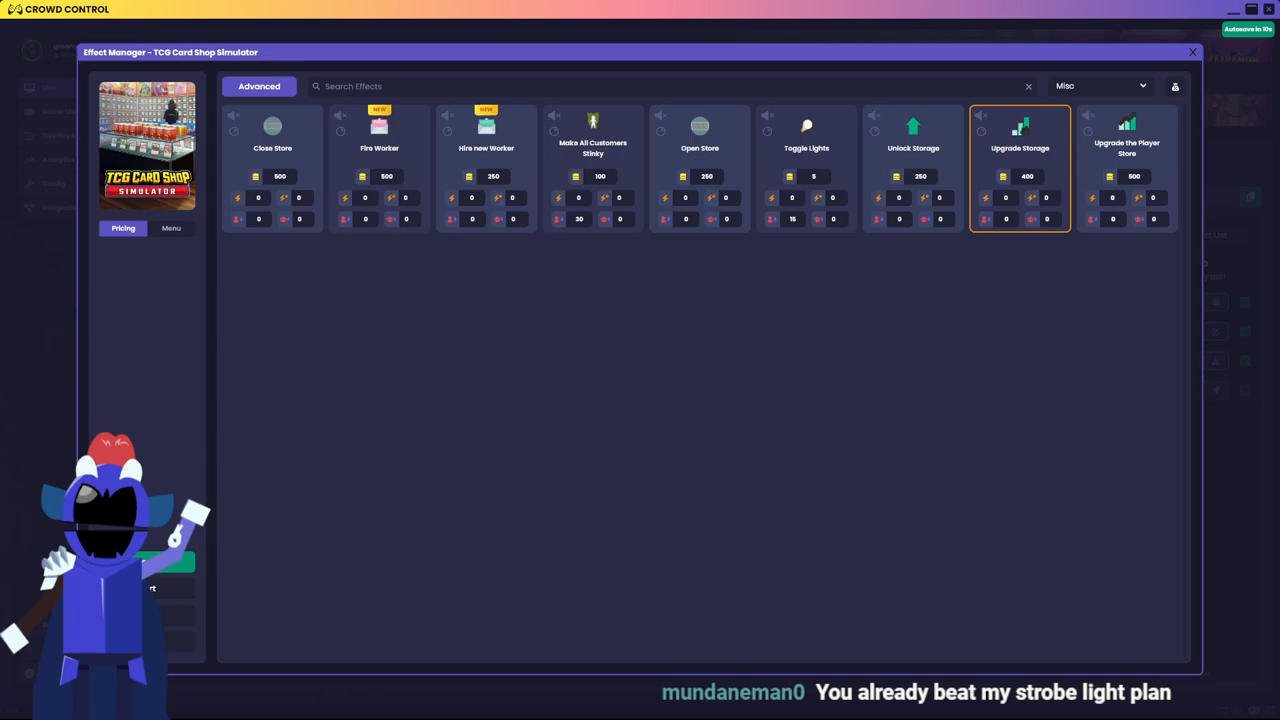 CROWD CONTROL
Autosave in 10s
Effect Manager - TCG Card Shop Simulator
TCG CARD SHOP
SIMULATOR
Pricing Menu
Advanced Search Effects Misc
NEW NEW
Close Store Fire Worker Hire new Worker Make All Customers Stinky Open Store Toggle Lights Unlock Storage Upgrade Storage Upgrade the Player Store
500 500 250 100 250 5 250 400 500
0 0 0 0 0 0 0 0 0 0 0 0 0 0 0 0 0 0
0 0 0 0 0 0 30 0 0 0 15 0 0 0 0 0 0 0
mundaneman0 You already beat my strobe light plan